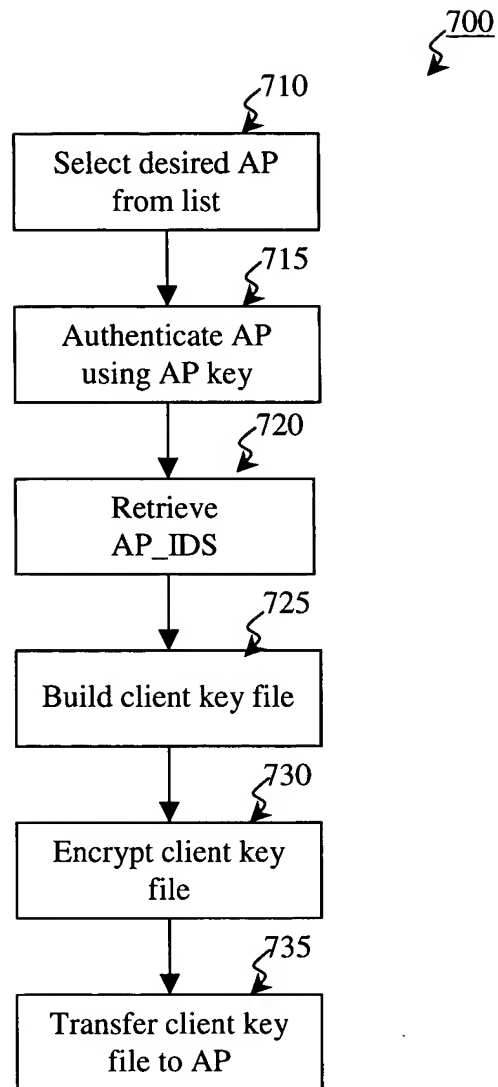 700
710
Select desired AP
from list
715
Authenticate AP
using AP key
720
Retrieve
AP_IDS
725
Build client key file
730
Encrypt client key
file
735
Transfer client key
file to AP